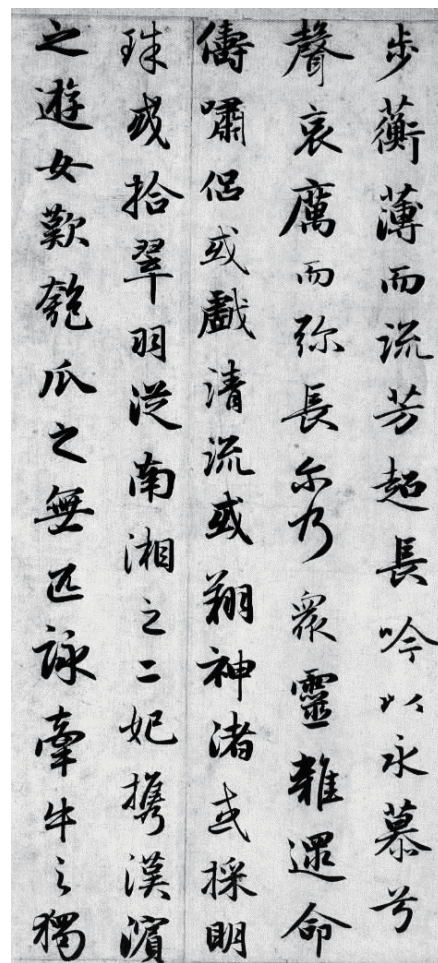 步蘅薄而流芳超長吟以永慕兮
聲哀厲而弥長尔乃衆靈雜遝命
儔嘯侶或戲清流或翔神渚或採明
珠或拾翠羽從南湘之二妃携漢濱
之遊女歎匏瓜之無匹詠牽牛之獨